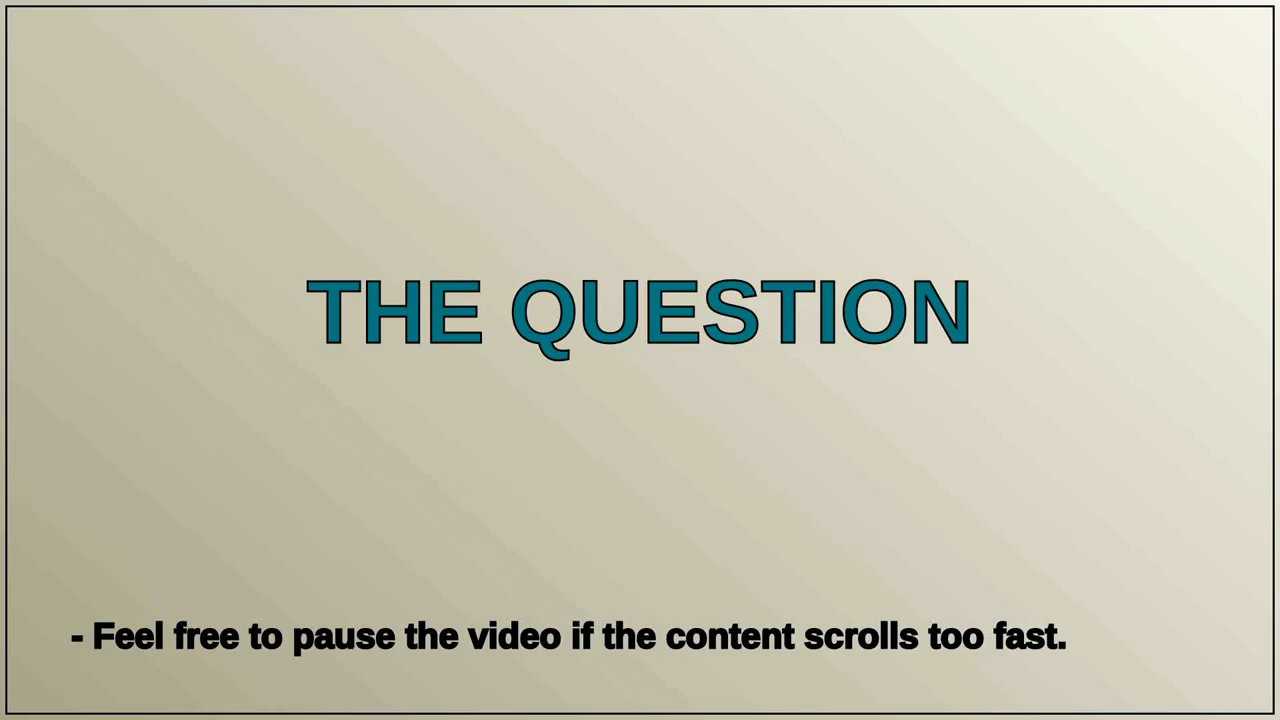 THE QUESTION
- Feel free to pause the video if the content scrolls too fast.